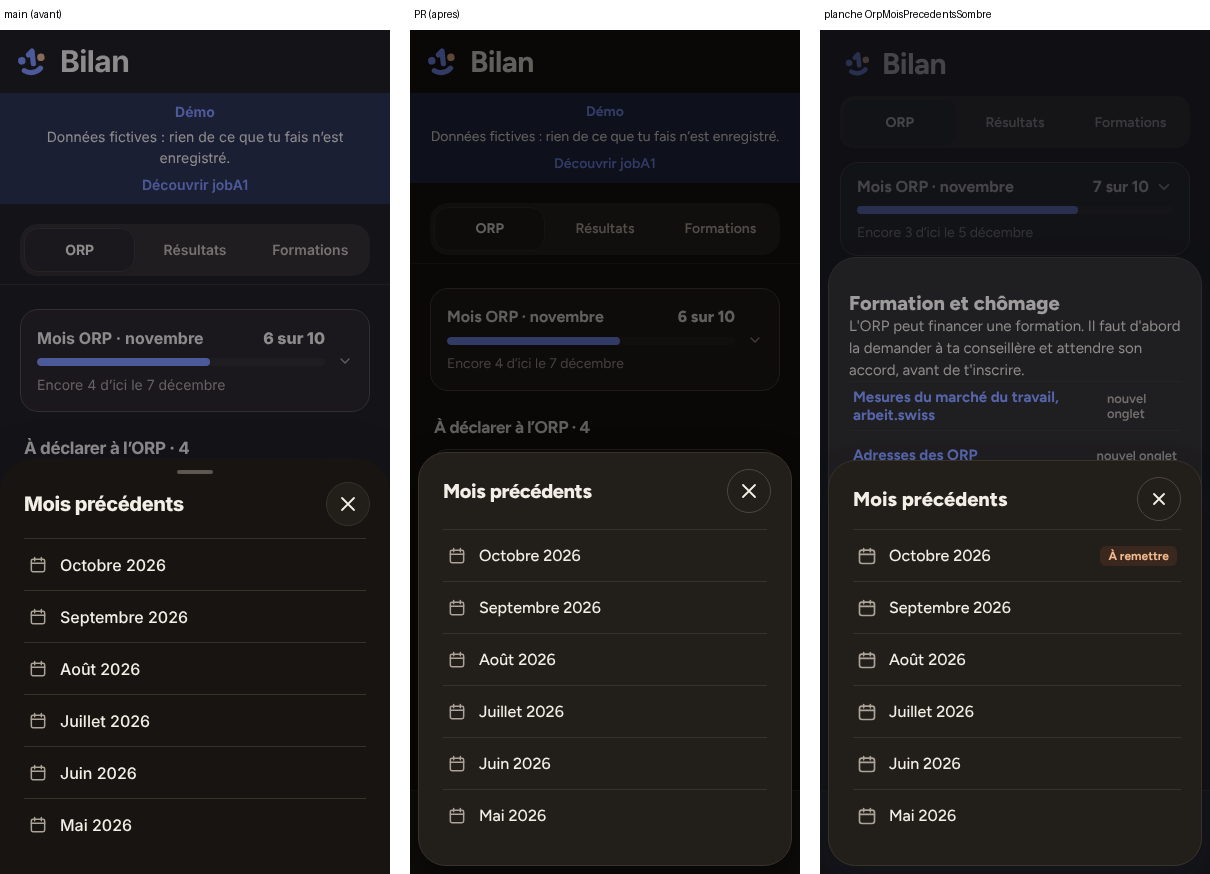 main (avant)
Bilan
Démo
Données fictives : rien de ce que tu fais n’est
enregistré.
Découvrir jobA1
ORP
Résultats
Formations
Mois ORP · novembre
6 sur 10
Encore 4 d’ici le 7 décembre
À déclarer à l’ORP · 4
Mois précédents
Octobre 2026
Septembre 2026
Août 2026
Juillet 2026
Juin 2026
Mai 2026
PR (apres)
Bilan
Démo
Données fictives : rien de ce que tu fais n’est enregistré.
Découvrir jobA1
ORP
Résultats
Formations
Mois ORP · novembre
6 sur 10
Encore 4 d’ici le 7 décembre
À déclarer à l’ORP · 4
Mois précédents
Octobre 2026
Septembre 2026
Août 2026
Juillet 2026
Juin 2026
Mai 2026
planche OrpMoisPrecedentsSombre
Bilan
ORP
Résultats
Formations
Mois ORP · novembre
7 sur 10
Encore 3 d'ici le 5 décembre
Formation et chômage
L'ORP peut financer une formation. Il faut d'abord
la demander à ta conseillère et attendre son
accord, avant de t'inscrire.
Mesures du marché du travail,
arbeit.swiss
nouvel
onglet
Adresses des ORP
nouvel onglet
Mois précédents
Octobre 2026
À remettre
Septembre 2026
Août 2026
Juillet 2026
Juin 2026
Mai 2026